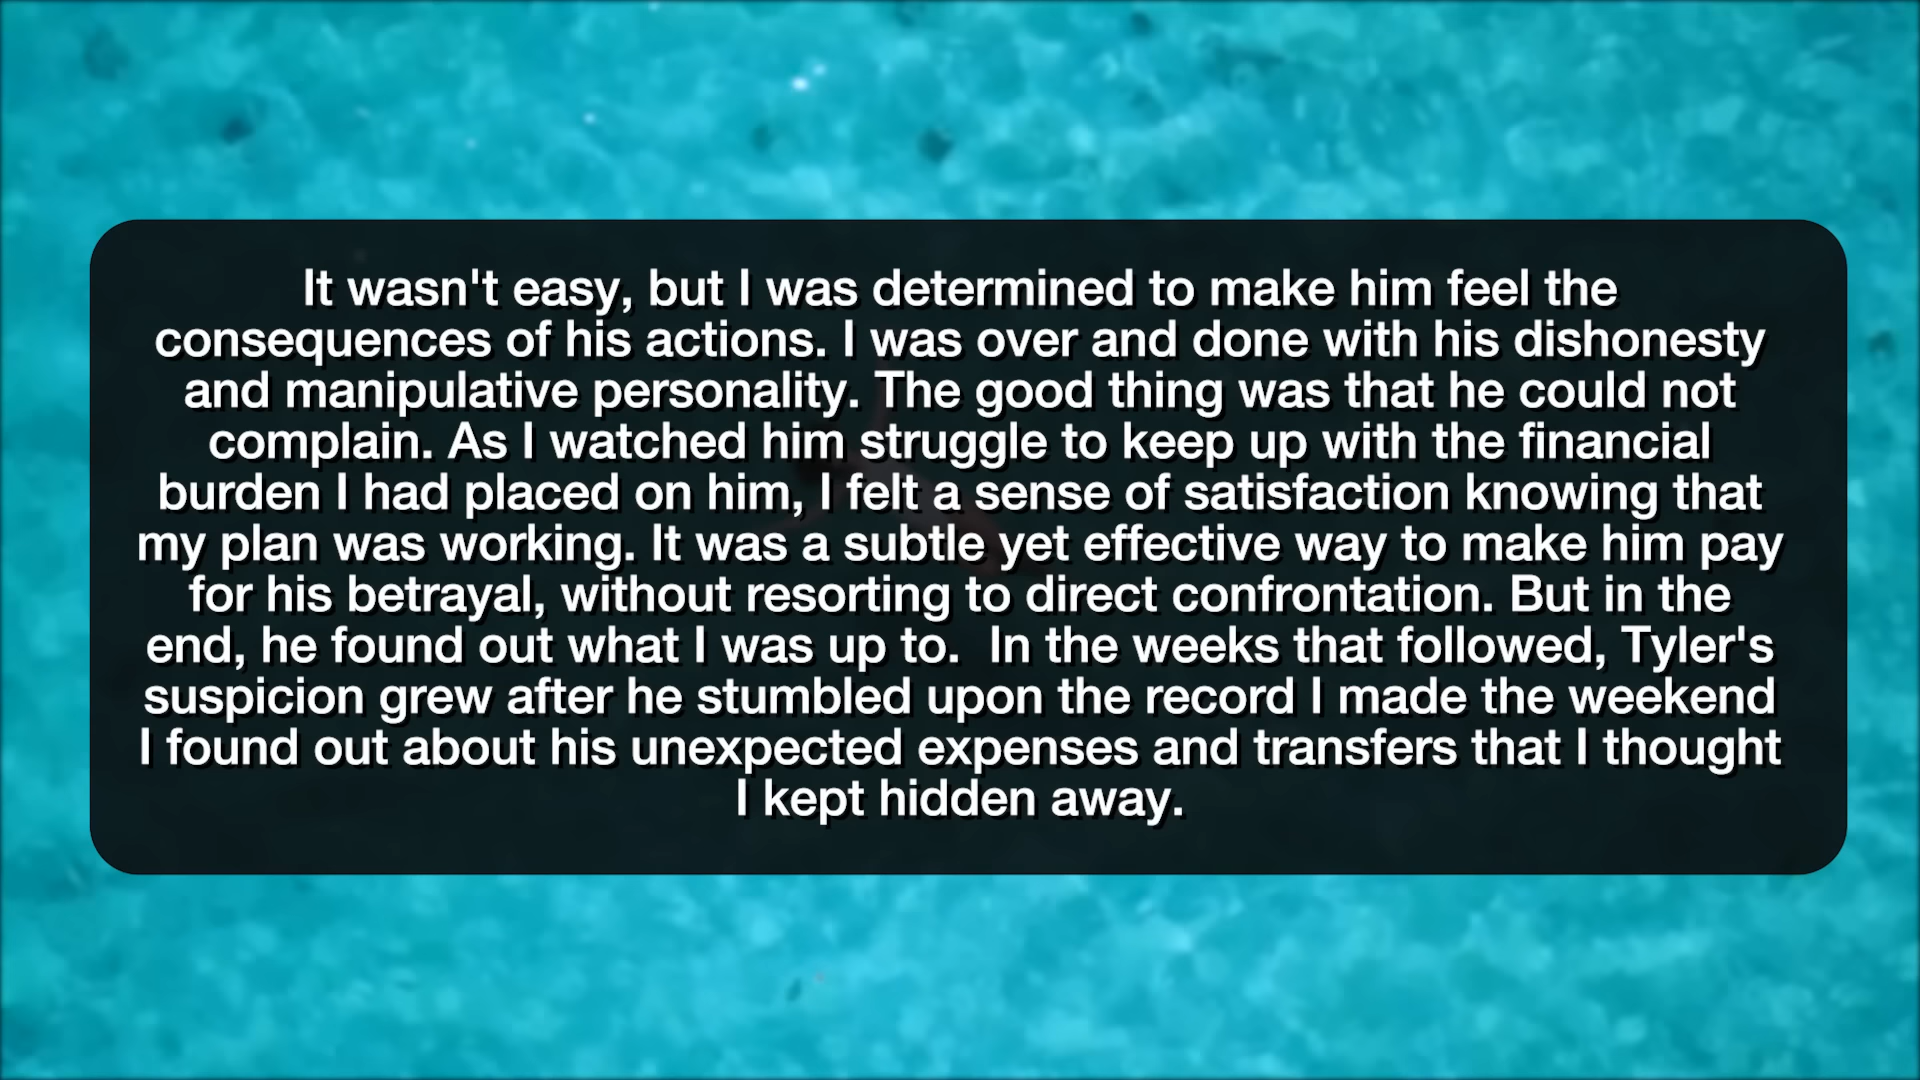 It wasn't easy, but I was determined to make him feel the
consequences of his actions. I was over and done with his dishonesty
and manipulative personality. The good thing was that he could not
complain. As I watched him struggle to keep up with the financial
burden I had placed on him, I felt a sense of satisfaction knowing that
my plan was working. It was a subtle yet effective way to make him pay
for his betrayal, without resorting to direct confrontation. But in the
end, he found out what I was up to.  In the weeks that followed, Tyler's
suspicion grew after he stumbled upon the record I made the weekend
I found out about his unexpected expenses and transfers that I thought
I kept hidden away.